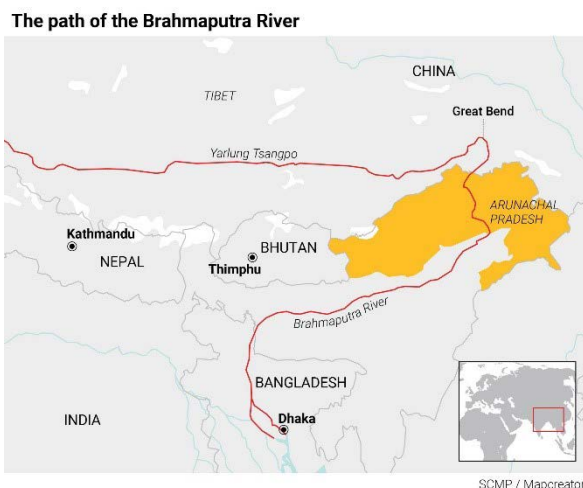 The path of the Brahmaputra River
CHINA
TIBET
Great Bend
Yarlung Tsangpo
ARUNACHAL
PRADESH
Kathmandu
NEPAL
BHUTAN
Thimphu
Brahmaputra River
BANGLADESH
Dhaka
INDIA
SCMP / Mapcreator